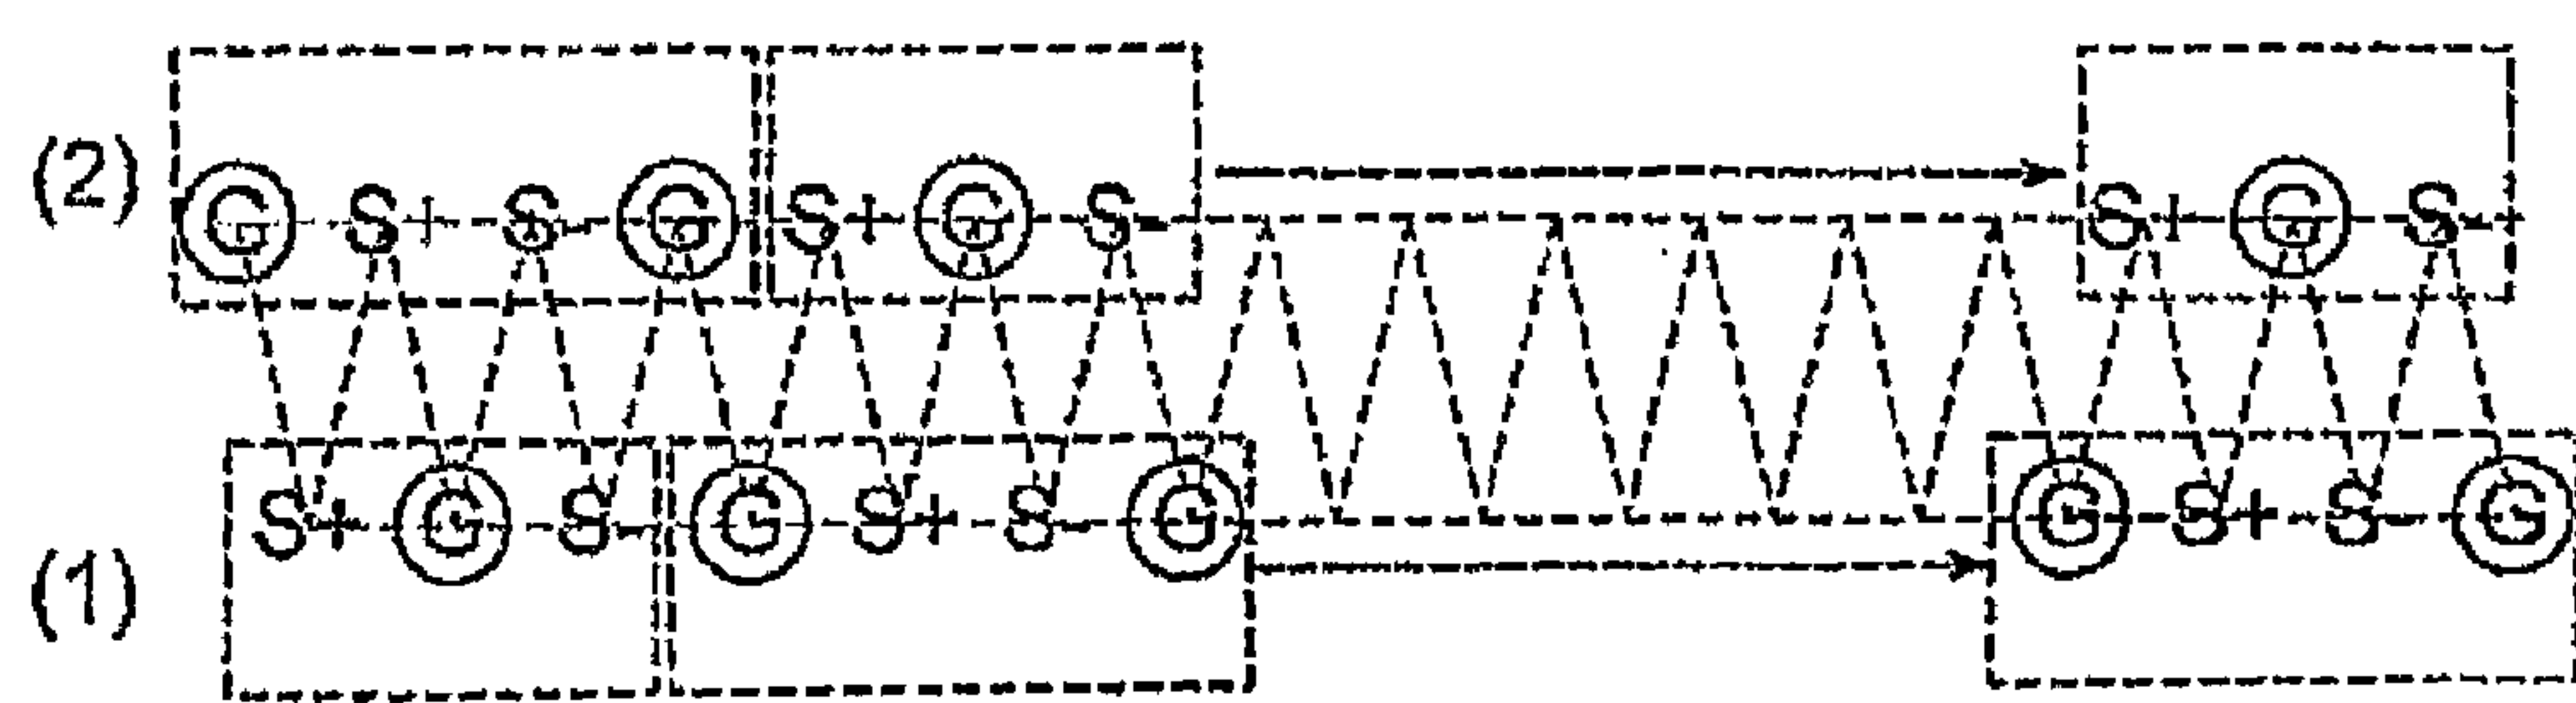 (2) G S+ S- G S+ G S- S+ G S-
(1) S+ G S- G S+ S- G G S+ S- G